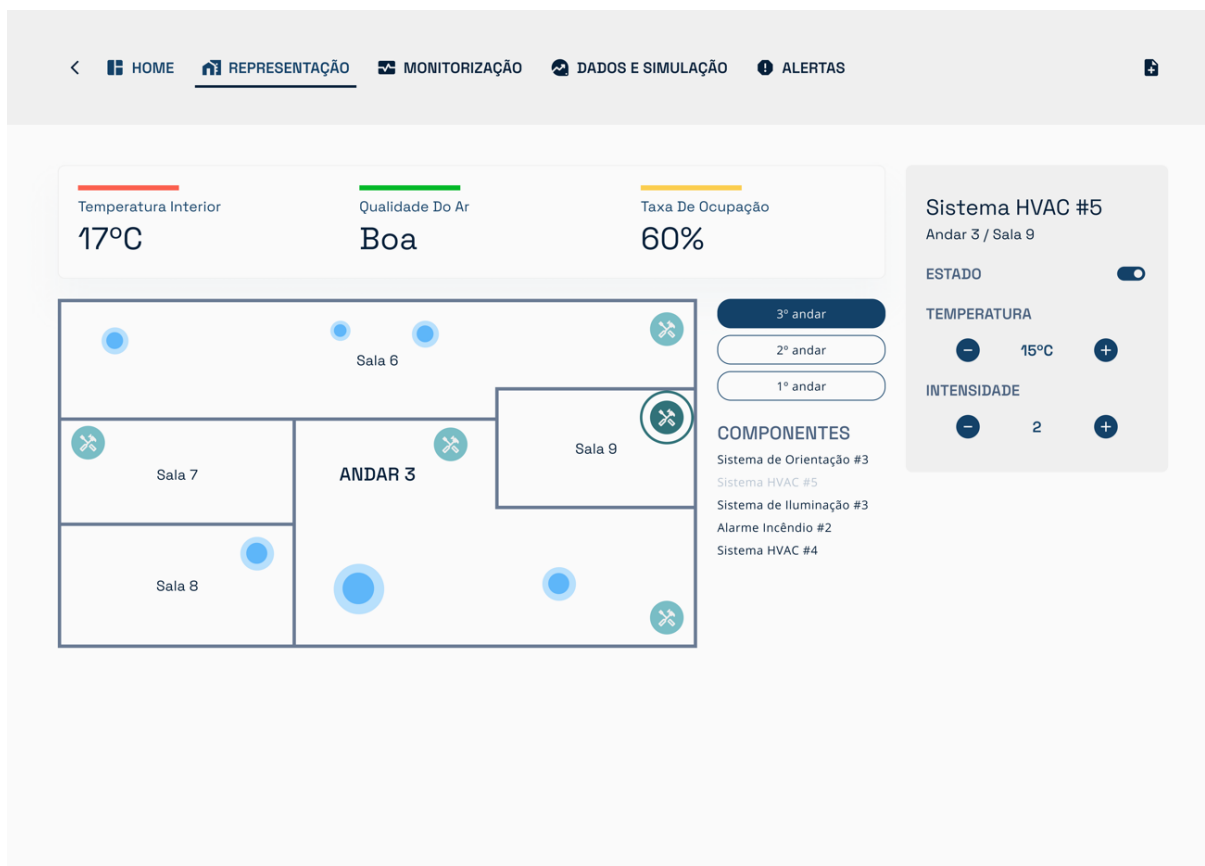 HOME
REPRESENTAÇÃO
MONITORIZAÇÃO
DADOS E SIMULAÇÃO
ALERTAS
Temperatura Interior
17ºC
Qualidade Do Ar
Boa
Taxa De Ocupação
60%
Sala 6
Sala 7
ANDAR 3
Sala 9
Sala 8
3º andar
2º andar
1º andar
COMPONENTES
Sistema de Orientação #3
Sistema HVAC #5
Sistema de Iluminação #3
Alarme Incêndio #2
Sistema HVAC #4
Sistema HVAC #5
Andar 3 / Sala 9
ESTADO
TEMPERATURA
15ºC
INTENSIDADE
2